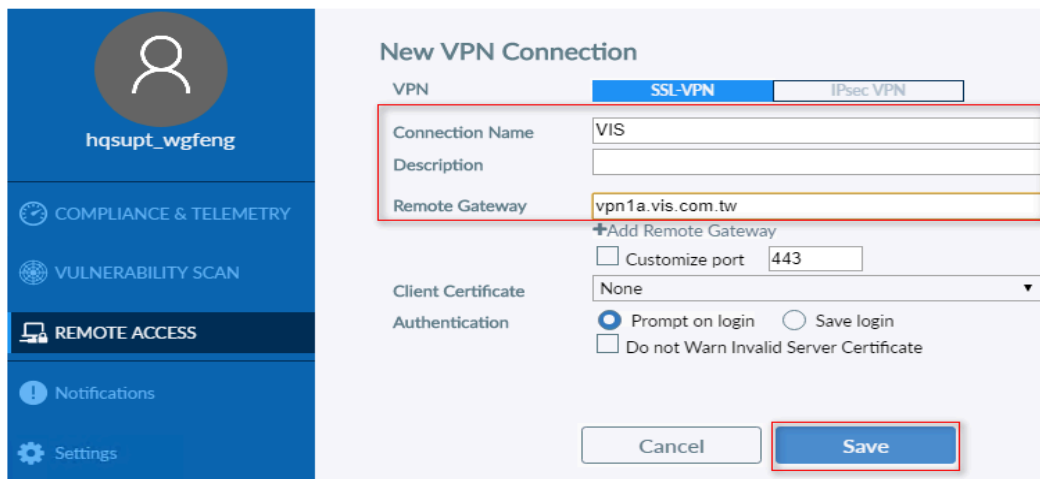 hqsupt_wgfeng
COMPLIANCE & TELEMETRY
VULNERABILITY SCAN
REMOTE ACCESS
Notifications
Settings
New VPN Connection
VPN SSL-VPN IPsec VPN
Connection Name VIS
Description
Remote Gateway vpn1a.vis.com.tw
+Add Remote Gateway
Customize port 443
Client Certificate None
Authentication Prompt on login Save login
Do not Warn Invalid Server Certificate
Cancel Save